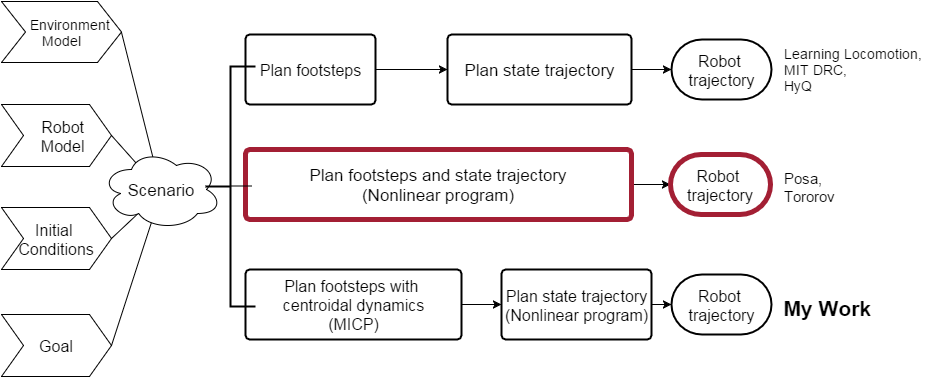 Environment
Model
Robot
Model
Initial
Conditions
Goal
Scenario
Plan footsteps
Plan state trajectory
Robot
trajectory
Learning Locomotion,
MIT DRC,
HyQ
Plan footsteps and state trajectory
(Nonlinear program)
Robot
trajectory
Posa,
Tororov
Plan footsteps with
centroidal dynamics
(MICP)
Plan state trajectory
(Nonlinear program)
Robot
trajectory
My Work